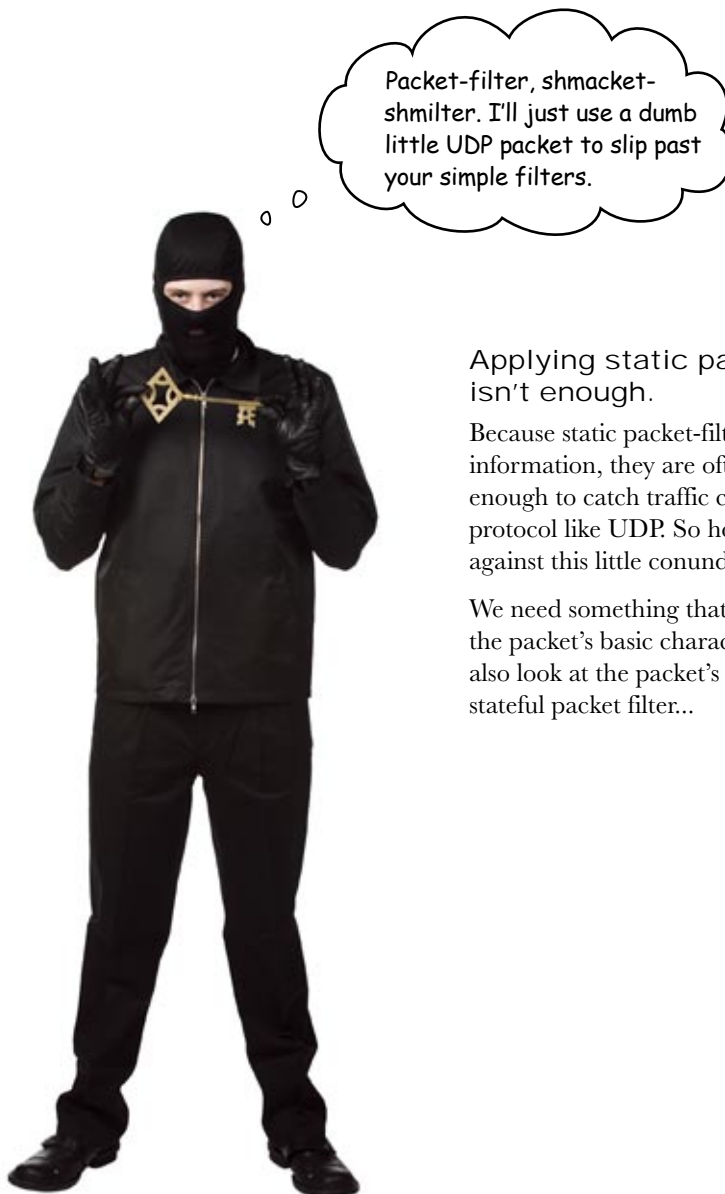 Packet-filter, shmacket-
shmilter. I'll just use a dumb
little UDP packet to slip past
your simple filters.
Applying static pa
isn't enough.
Because static packet-filt
information, they are oft
enough to catch traffic c
protocol like UDP. So ho
against this little conund
We need something that
the packet's basic charac
also look at the packet's
stateful packet filter...